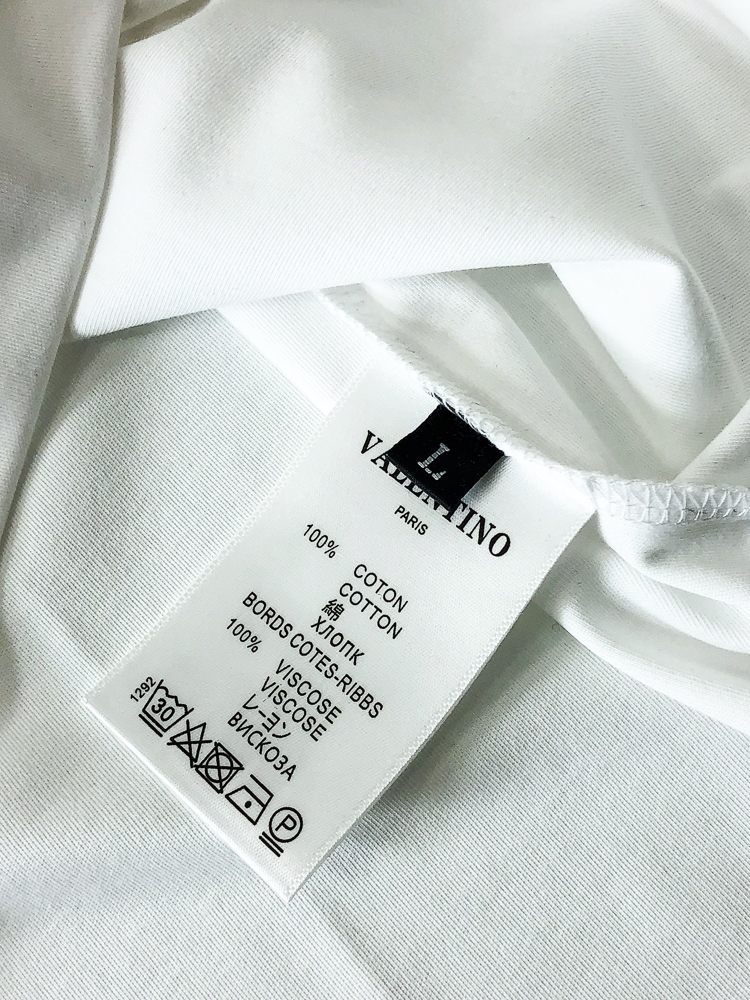 L
VALENTINO
PARIS
100% COTON
COTTON
綿
ХЛОПК
BORDS COTES-RIBBS
100% VISCOSE
VISCOSE
レーヨン
ВИСКОЗА
1292
30
P